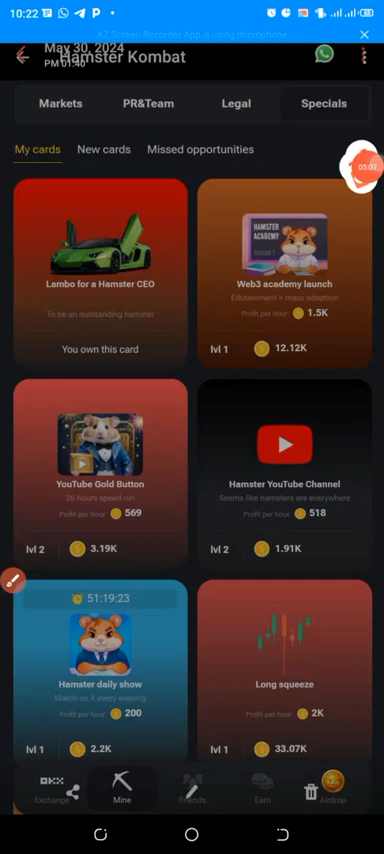 10:22
AZ Screen Recorder App is using microphone
May 30, 2024
Hamster Kombat
PM 01:40
Markets PR&Team Legal Specials
My cards New cards Missed opportunities
05:07
HAMSTER
ACADEMY
lesson 1
Lambo for a Hamster CEO Web3 academy launch
To be an outstanding hamster Edutainment = mass adoption
Profit per hour 1.5K
You own this card lvl 1 12.12K
YouTube Gold Button Hamster YouTube Channel
26 hours speed run Seems like hamsters are everywhere
Profit per hour 569 Profit per hour 518
lvl 2 3.19K lvl 2 1.91K
51:19:23
Hamster daily show Long squeeze
Watch on X every evening
Profit per hour 200 Profit per hour 2K
lvl 1 2.2K lvl 1 33.07K
Exchange Mine Friends Earn Airdrop